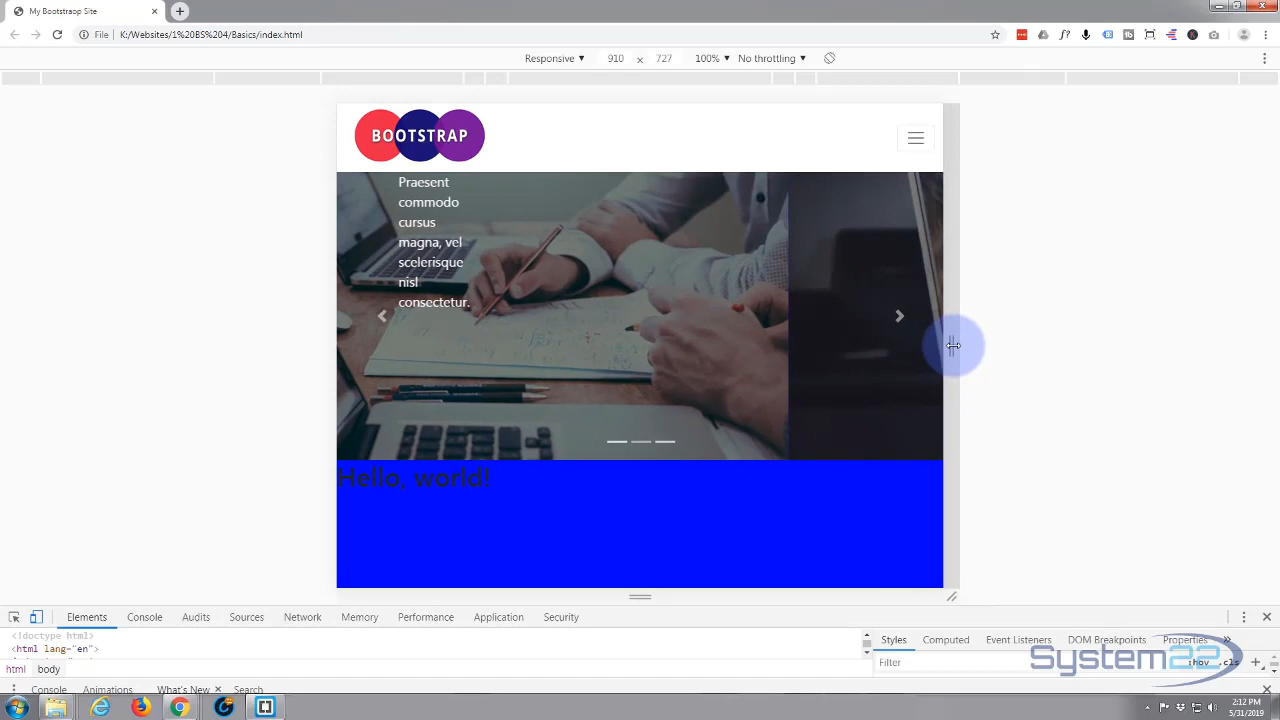 My Bootstrap Site
File K:/Websites/1%20BS%204/Basics/index.html
Responsive 910 × 727 100% No throttling
BOOTSTRAP
Praesent
commodo
cursus
magna, vel
scelerisque
nisl
consectetur.
Hello, world!
Elements Console Audits Sources Network Memory Performance Application Security
<!doctype html>
<html lang="en">
html body
Styles Computed Event Listeners DOM Breakpoints Properties »
Filter :hov .cls
System22
Console Animations What's New Search
2:12 PM
5/31/2019